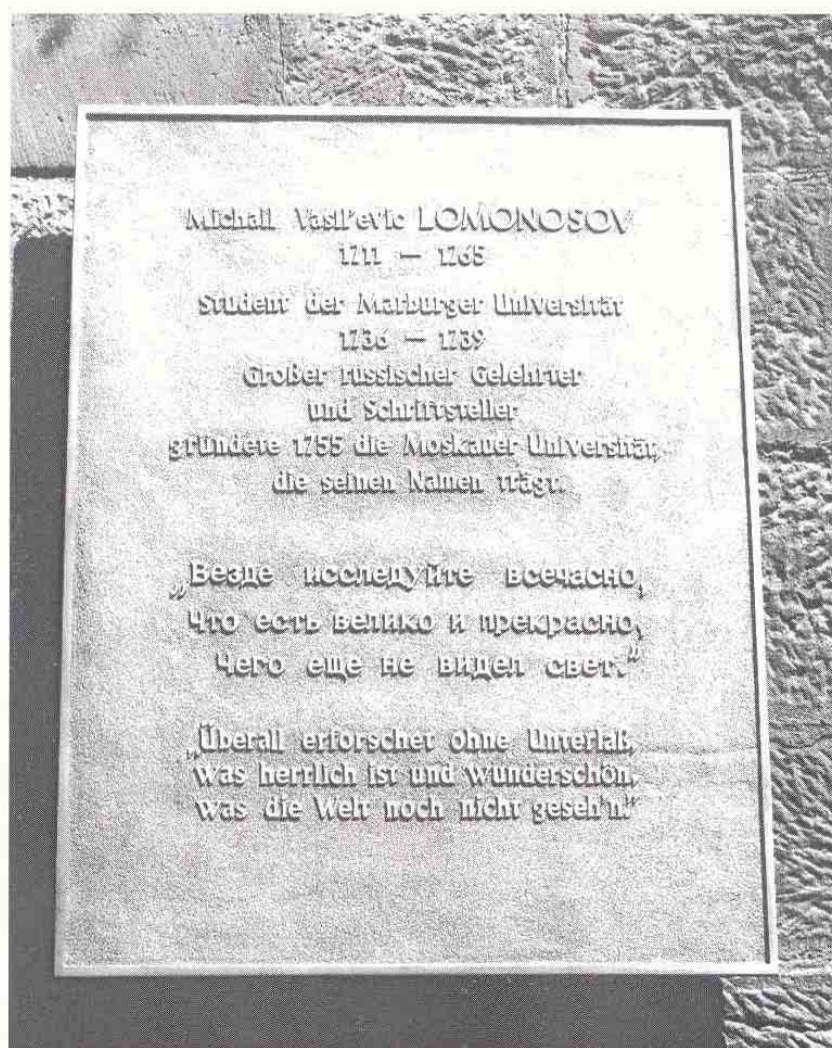 Michail Vasil'evic LOMONOSOV
1711 — 1765
Student der Marburger Universität
1736 — 1739
Großer russischer Gelehrter
und Schriftsteller
gründete 1755 die Moskauer Universität,
die seinen Namen trägt.
„Везде исследуйте всечасно,
что есть велико и прекрасно,
Чего еще не видел свет.”
„Überall erforschet ohne Unterlaß,
was herrlich ist und wunderschön,
was die Welt noch nicht geseh'n.”